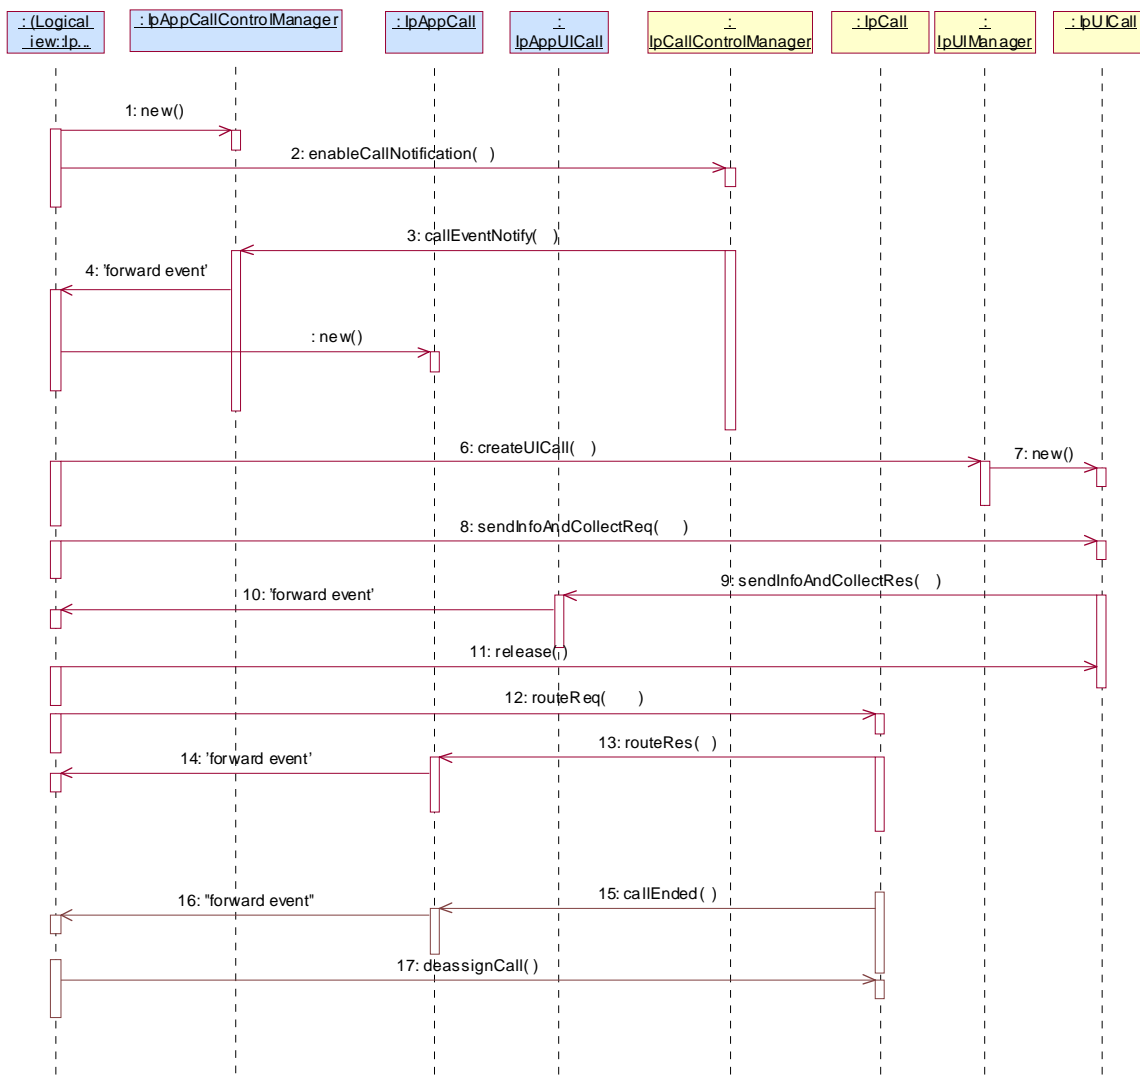 : (Logical
iew::Ip...
: IpAppCallControlManager
: IpAppCall
:
IpAppUICall
:
IpCallControlManager
: IpCall
:
IpUIManager
: IpUICall
1: new()
2: enableCallNotification( )
3: callEventNotify( )
4: 'forward event'
: new()
6: createUICall( )
7: new()
8: sendInfoAndCollectReq( )
9: sendInfoAndCollectRes( )
10: 'forward event'
11: release()
12: routeReq( )
13: routeRes( )
14: 'forward event'
15: callEnded( )
16: "forward event"
17: deassignCall( )